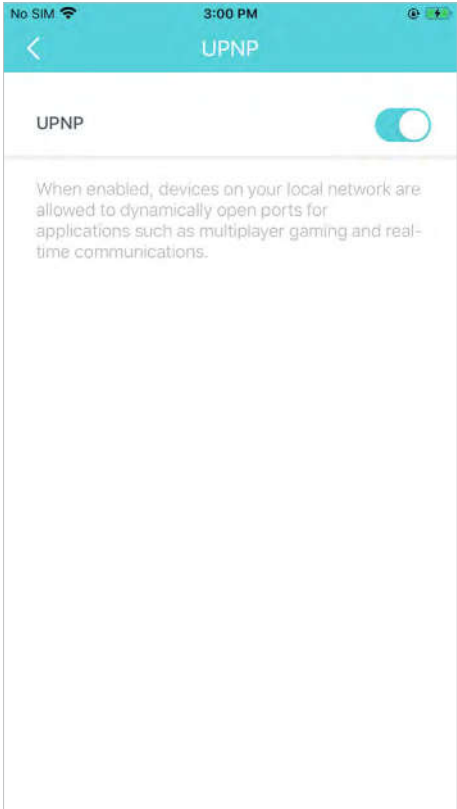 No SIM 3:00 PM
UPNP
UPNP
When enabled, devices on your local network are
allowed to dynamically open ports for
applications such as multiplayer gaming and real-
time communications.